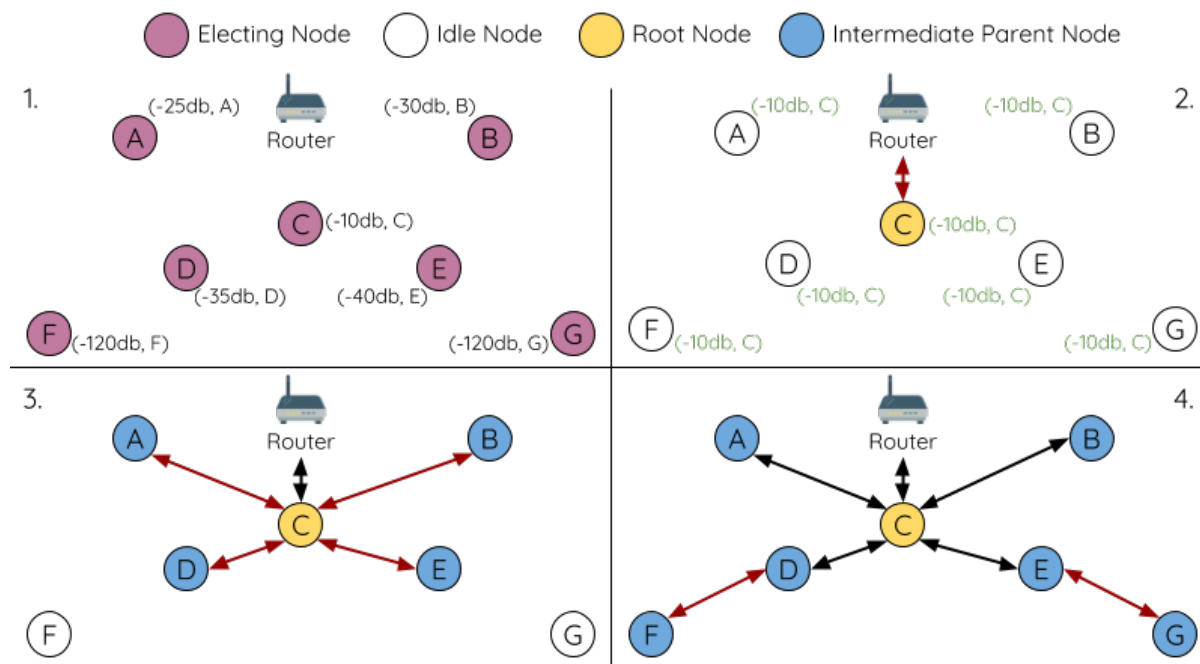 Electing Node
Idle Node
Root Node
Intermediate Parent Node
1.
(-25db, A)
(-30db, B)
A
Router
B
C
(-10db, C)
D
E
(-35db, D)
(-40db, E)
F
(-120db, F)
(-120db, G)
G
2.
(-10db, C)
(-10db, C)
A
Router
B
C
(-10db, C)
D
E
(-10db, C)
(-10db, C)
F
(-10db, C)
(-10db, C)
G
3.
A
Router
B
C
D
E
F
G
4.
A
Router
B
C
D
E
F
G